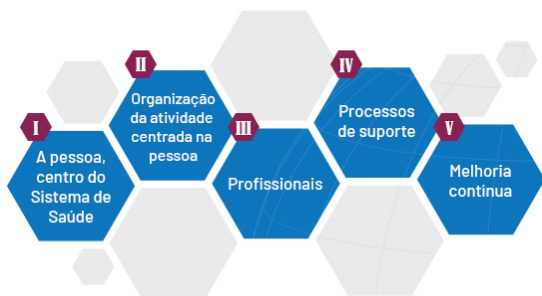 I
A pessoa,
centro do
Sistema de
Saúde
II
Organização
da atividade
centrada na
pessoa
III
Profissionais
IV
Processos
de suporte
V
Melhoria
contínua